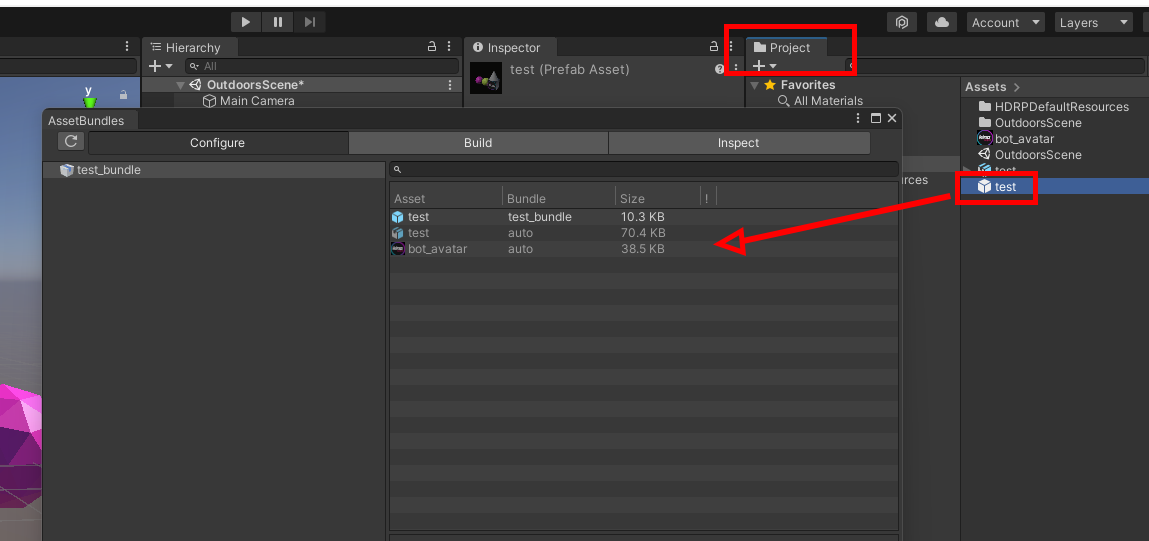 Account
Layers
Hierarchy
Inspector
Project
All
test (Prefab Asset)
Favorites
Assets
y
OutdoorsScene*
All Materials
HDRPDefaultResources
Main Camera
OutdoorsScene
AssetBundles
bot_avatar
Configure
Build
Inspect
OutdoorsScene
test_bundle
test
urces
test
Asset
Bundle
Size
!
test
test_bundle
10.3 KB
test
auto
70.4 KB
bot_avatar
auto
38.5 KB